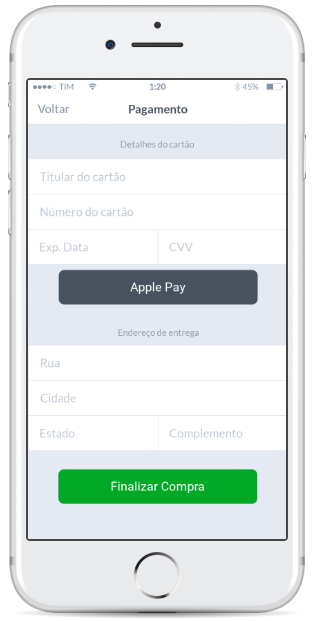 TIM 1:20 45%
Voltar Pagamento
Detalhes do cartão
Titular do cartão
Número do cartão
Exp. Data CVV
Apple Pay
Endereço de entrega
Rua
Cidade
Estado Complemento
Finalizar Compra